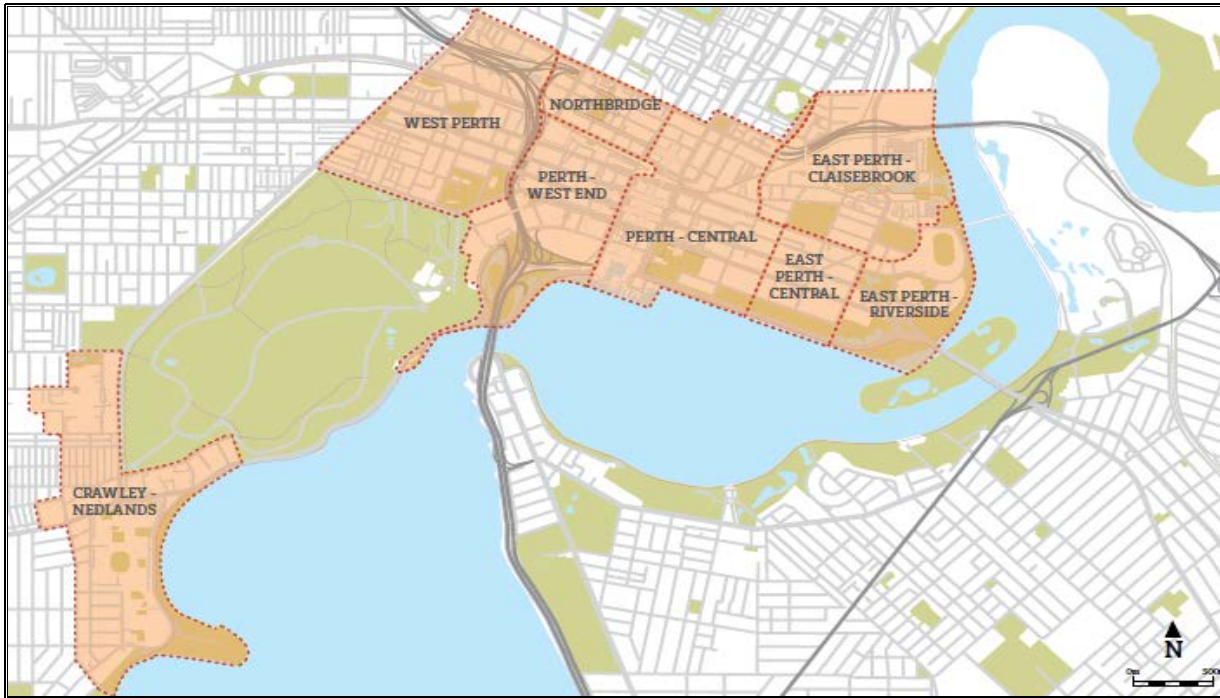 WEST PERTH
NORTHBRIDGE
PERTH -
WEST END
EAST PERTH -
CLAISEBROOK
PERTH - CENTRAL
EAST
PERTH -
CENTRAL
EAST PERTH -
RIVERSIDE
CRAWLEY -
NEDLANDS
N
0m